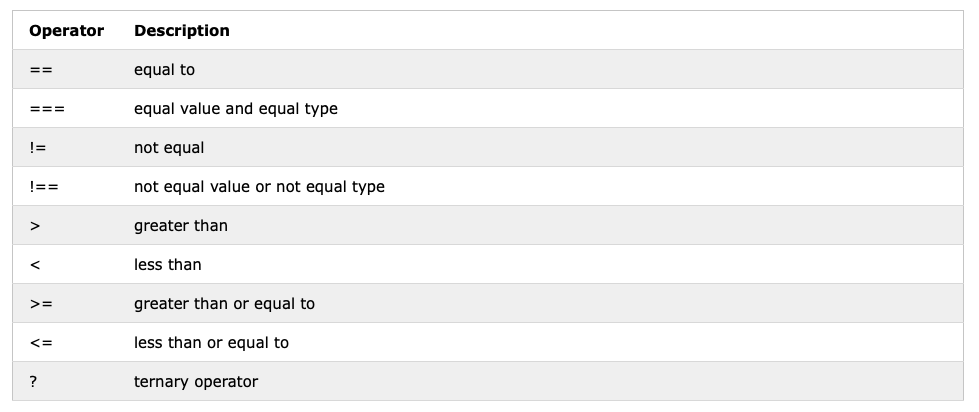 Operator Description
== equal to
=== equal value and equal type
!= not equal
!== not equal value or not equal type
> greater than
< less than
>= greater than or equal to
<= less than or equal to
? ternary operator